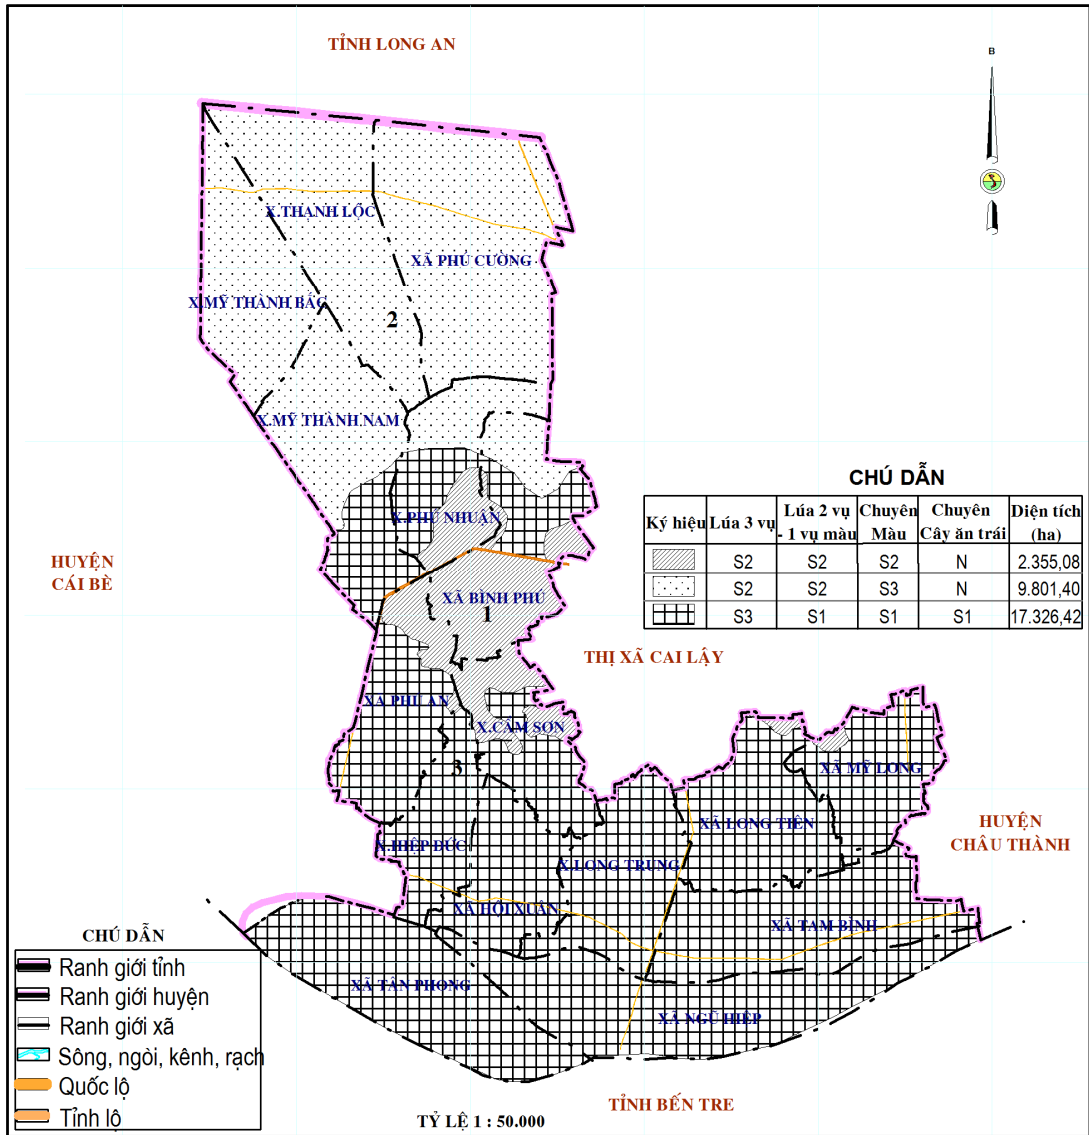 TỈNH LONG AN
B
X.THẠNH LỘC
XÃ PHÚ CƯỜNG
X.MỸ THÀNH BẮC
2
X.MỸ THÀNH NAM
CHÚ DẪN
Ký hiệu Lúa 3 vụ Lúa 2 vụ - 1 vụ màu Chuyên Màu Chuyên Cây ăn trái Diện tích (ha)
S2 S2 S2 N 2.355,08
S2 S2 S3 N 9.801,40
S3 S1 S1 S1 17.326,42
X.PHÚ NHUẬN
HUYỆN
CÁI BÈ
XÃ BÌNH PHÚ
1
THỊ XÃ CAI LẬY
XÃ PHÚ AN
X.CẨM SƠN
3
XÃ MỸ LONG
XÃ LONG TIÊN
HUYỆN
CHÂU THÀNH
X.HIỆP ĐỨC
X.LONG TRUNG
XÃ HỘI XUÂN
XÃ TAM BÌNH
XÃ TÂN PHONG
XÃ NGŨ HIỆP
CHÚ DẪN
Ranh giới tỉnh
Ranh giới huyện
Ranh giới xã
Sông, ngòi, kênh, rạch
Quốc lộ
Tỉnh lộ
TỈNH BẾN TRE
TỶ LỆ 1 : 50.000